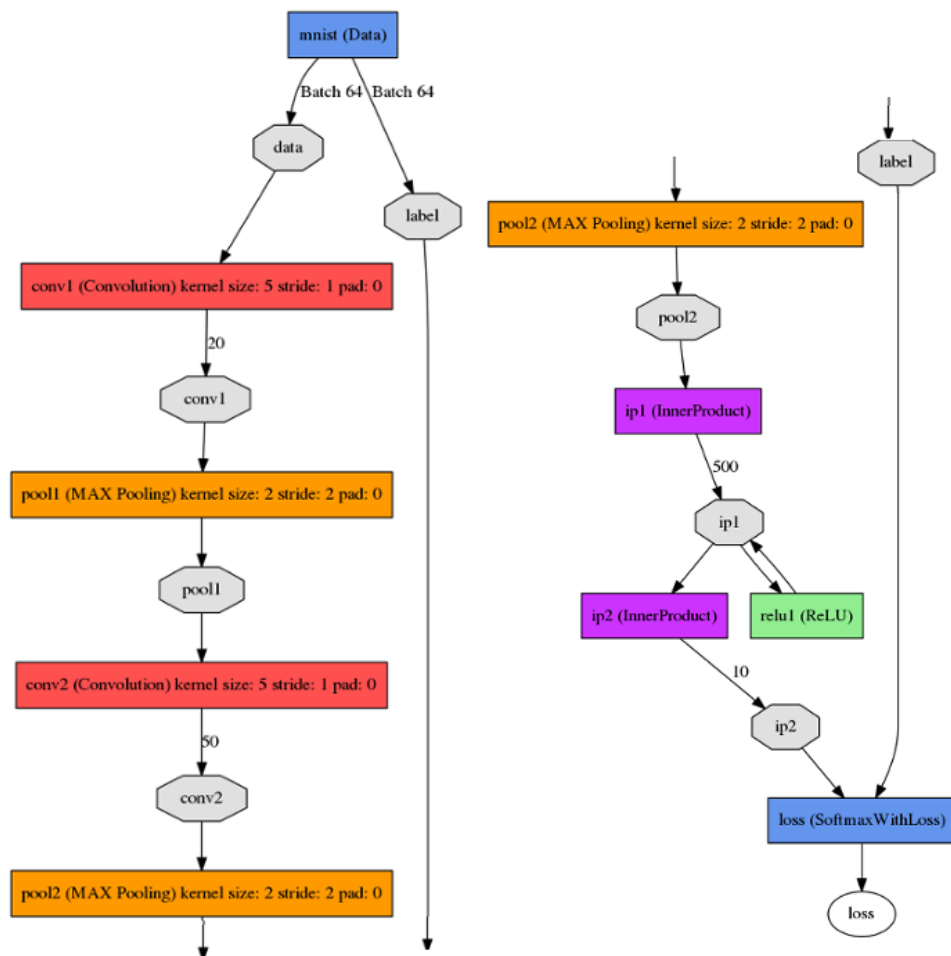 mnist (Data)
Batch 64
Batch 64
data
label
conv1 (Convolution) kernel size: 5 stride: 1 pad: 0
20
conv1
pool1 (MAX Pooling) kernel size: 2 stride: 2 pad: 0
pool1
conv2 (Convolution) kernel size: 5 stride: 1 pad: 0
50
conv2
pool2 (MAX Pooling) kernel size: 2 stride: 2 pad: 0
label
pool2 (MAX Pooling) kernel size: 2 stride: 2 pad: 0
pool2
ip1 (InnerProduct)
500
ip1
ip2 (InnerProduct)
relu1 (ReLU)
10
ip2
loss (SoftmaxWithLoss)
loss